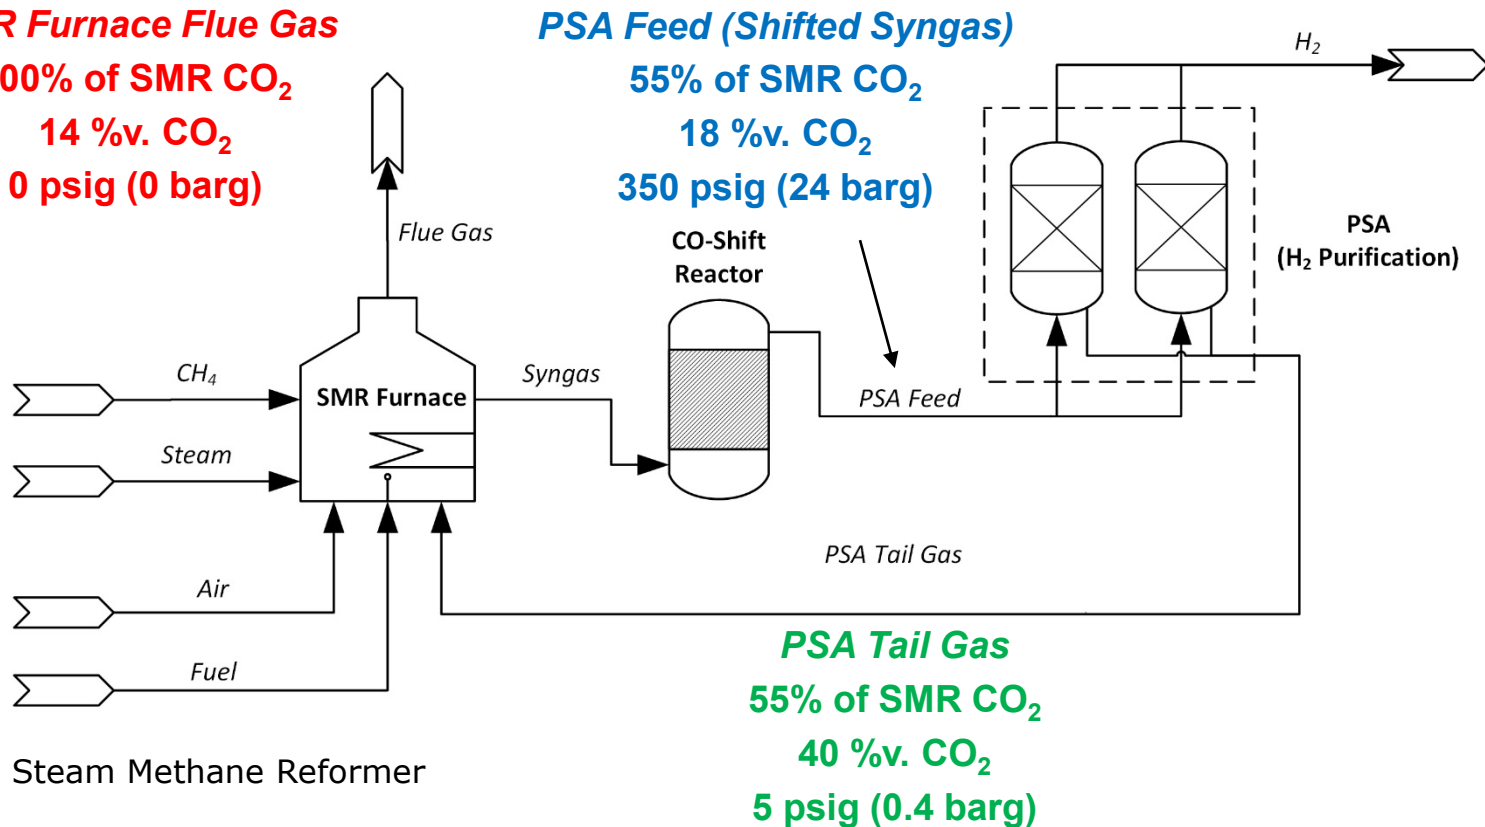 R Furnace Flue Gas
00% of SMR CO₂
14 %v. CO₂
0 psig (0 barg)
PSA Feed (Shifted Syngas)
55% of SMR CO₂
18 %v. CO₂
350 psig (24 barg)
H₂
Flue Gas
CO-Shift
Reactor
PSA
(H₂ Purification)
CH₄
SMR Furnace
Syngas
PSA Feed
Steam
Air
PSA Tail Gas
Fuel
PSA Tail Gas
55% of SMR CO₂
40 %v. CO₂
5 psig (0.4 barg)
Steam Methane Reformer